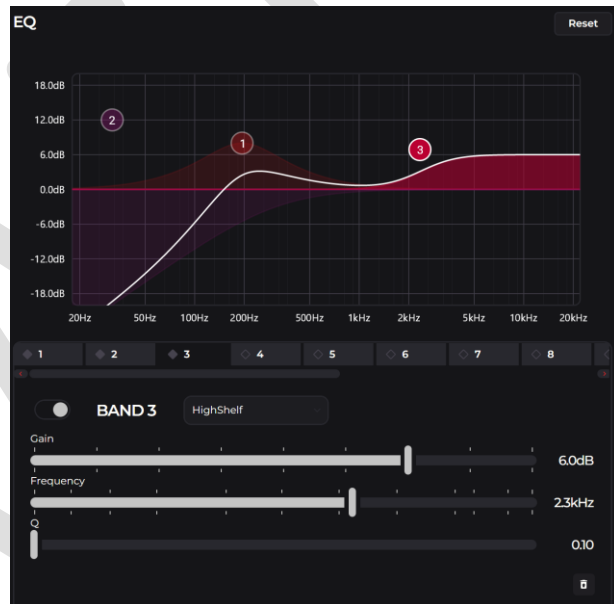 EQ
Reset
18.0dB
12.0dB
6.0dB
0.0dB
-6.0dB
-12.0dB
-18.0dB
2
1
3
20Hz 50Hz 100Hz 200Hz 500Hz 1kHz 2kHz 5kHz 10kHz 20kHz
1 2 3 4 5 6 7 8
BAND 3 HighShelf
Gain
6.0dB
Frequency
2.3kHz
Q
0.10